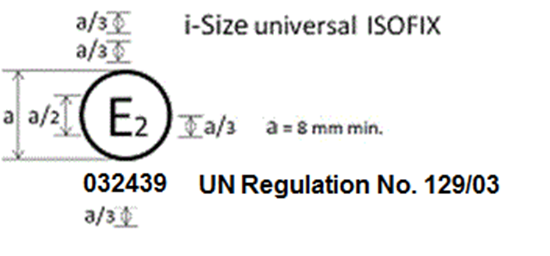 a/3 i-Size universal ISOFIX
a/3
a a/2 E2 a/3 a = 8 mm min.
032439 UN Regulation No. 129/03
a/3